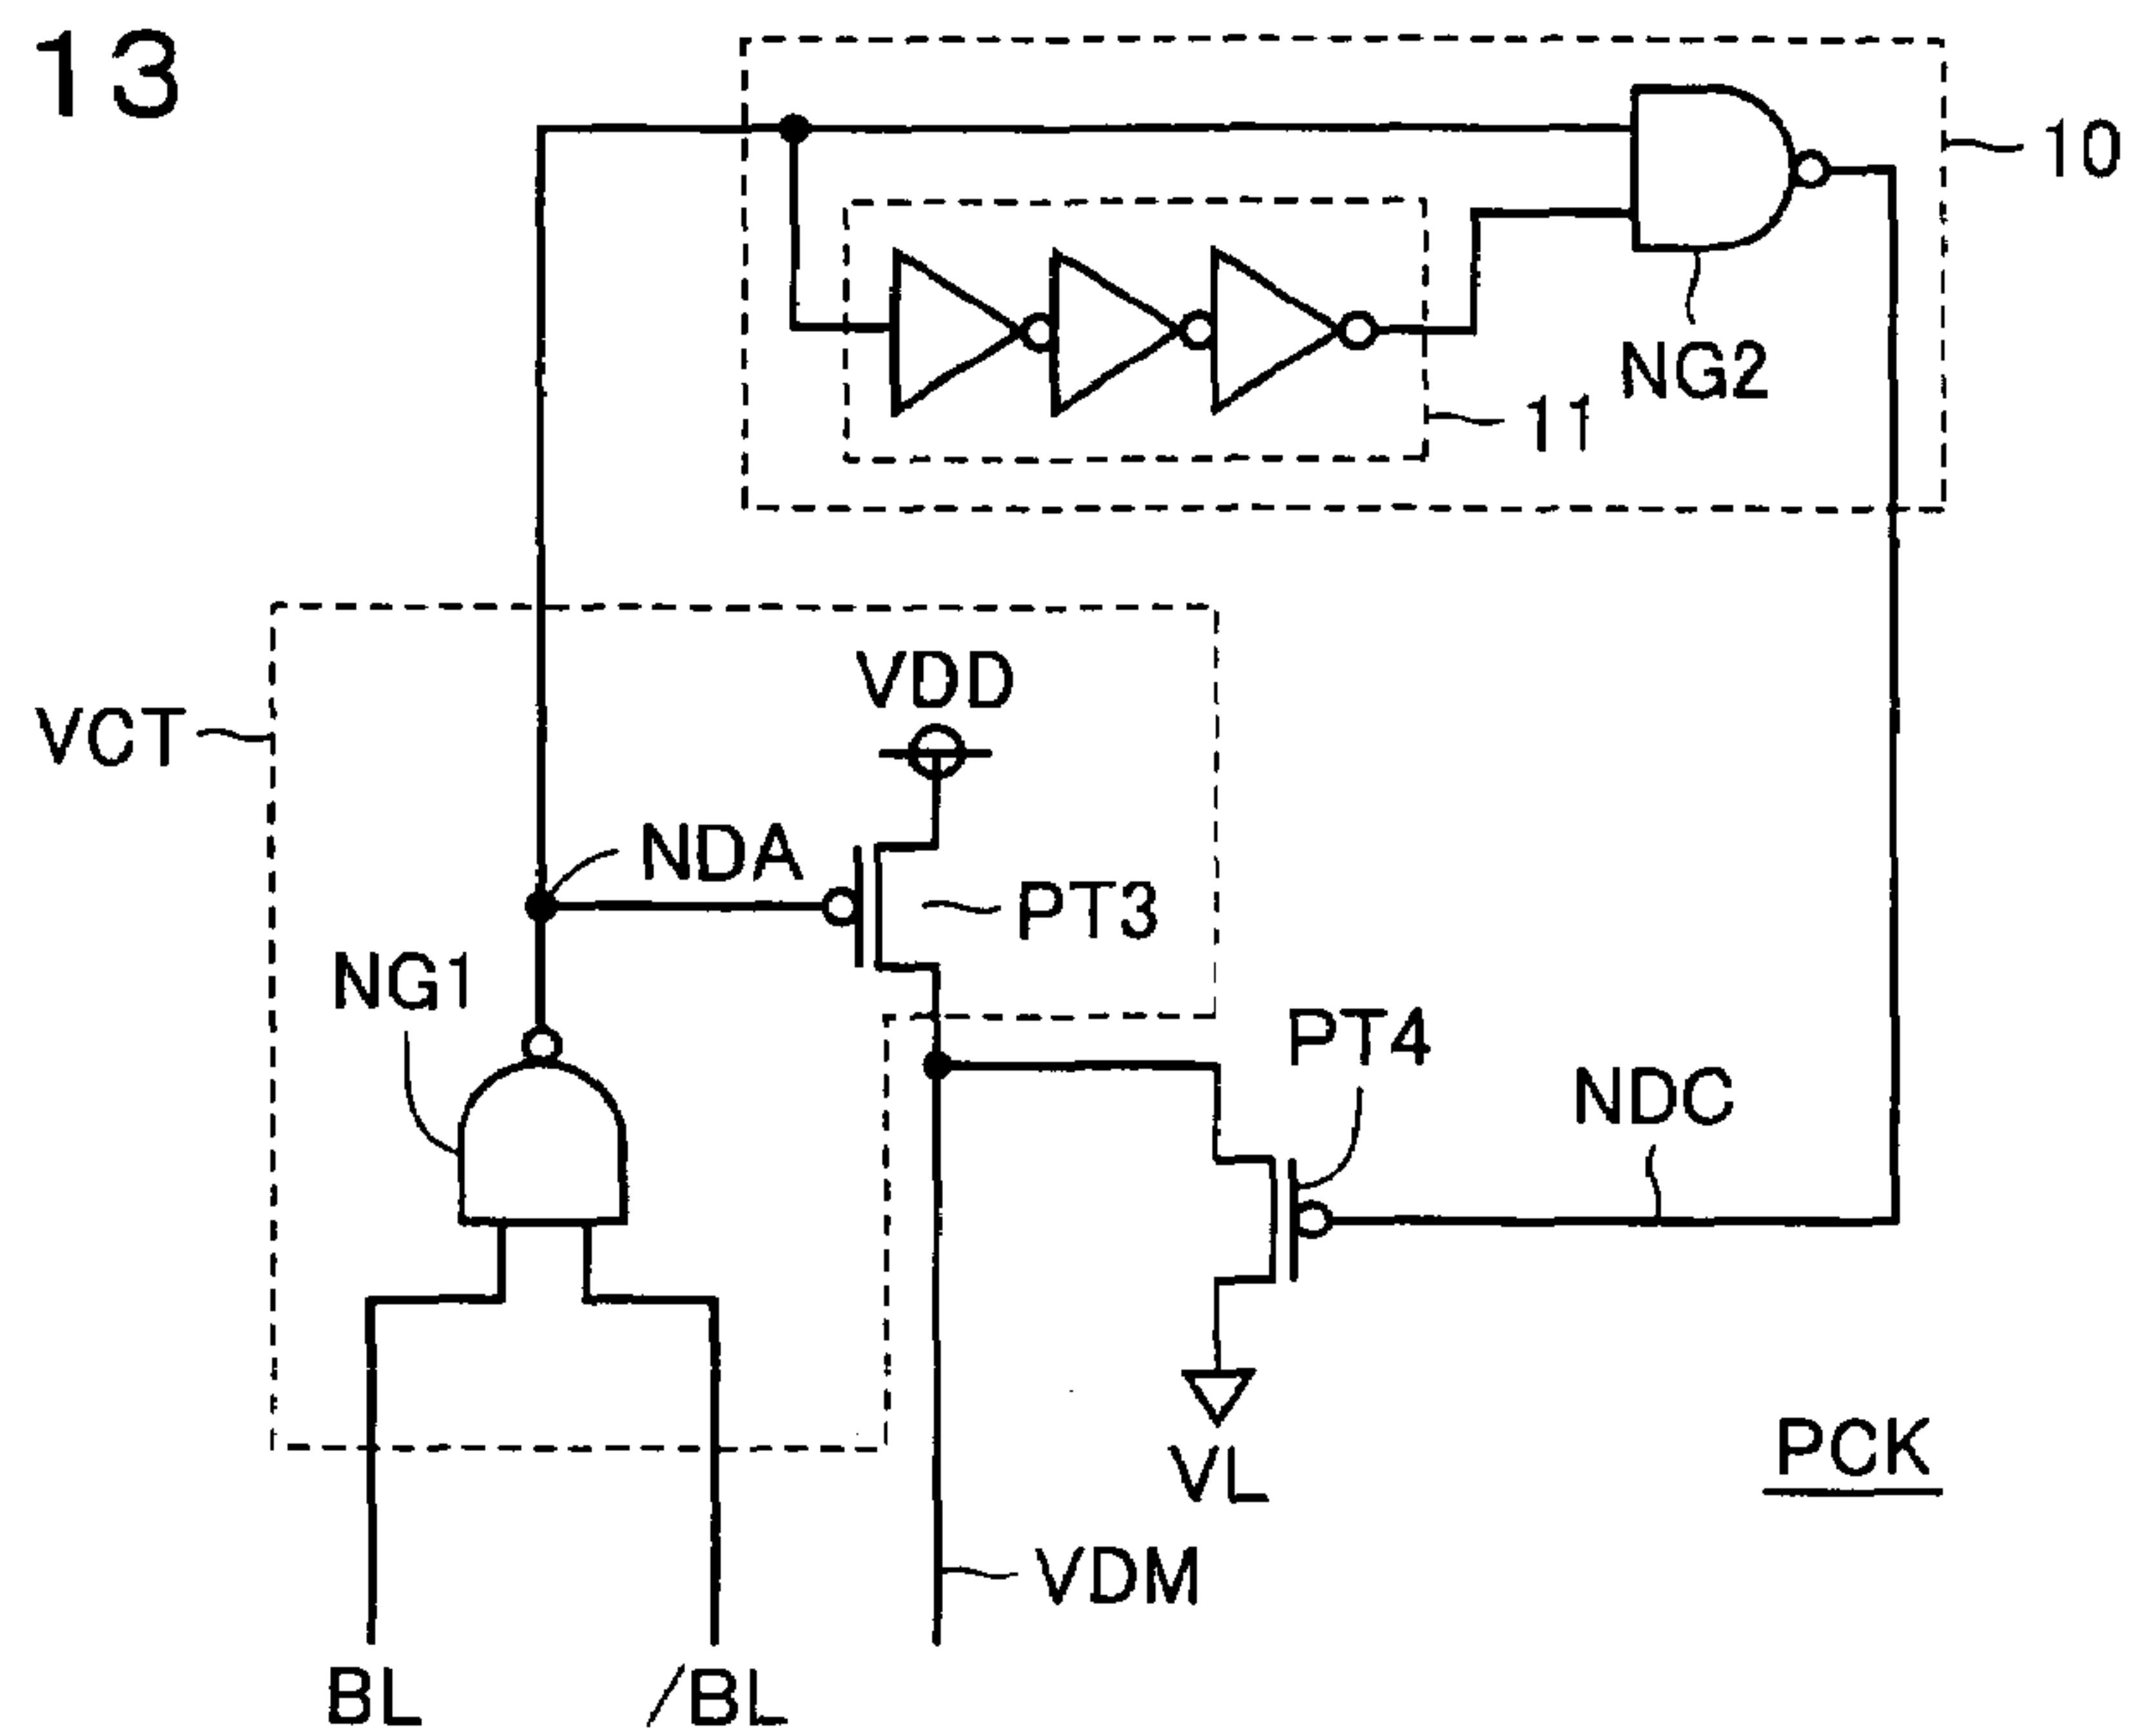 13
10
NG2
11
VDD
VCT
NDA
PT3
NG1
PT4
NDC
PCK
VL
VDM
BL
/BL